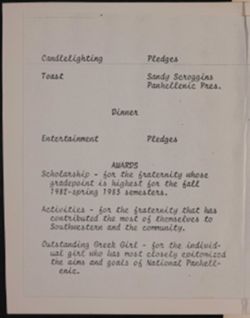 Candlelighting Pledges
Toast Sandy Scroggins
Panhellenic Pres.
Dinner
Entertainment Pledges
AWARDS
Scholarship - for the fraternity whose
gradepoint is highest for the fall
1982-spring 1983 semesters.
Activities - for the fraternity that has
contributed the most of themselves to
Southwestern and the community.
Outstanding Greek Girl - for the individ-
ual girl who has most closely epitomized
the aims and goals of National Panhell-
enic.